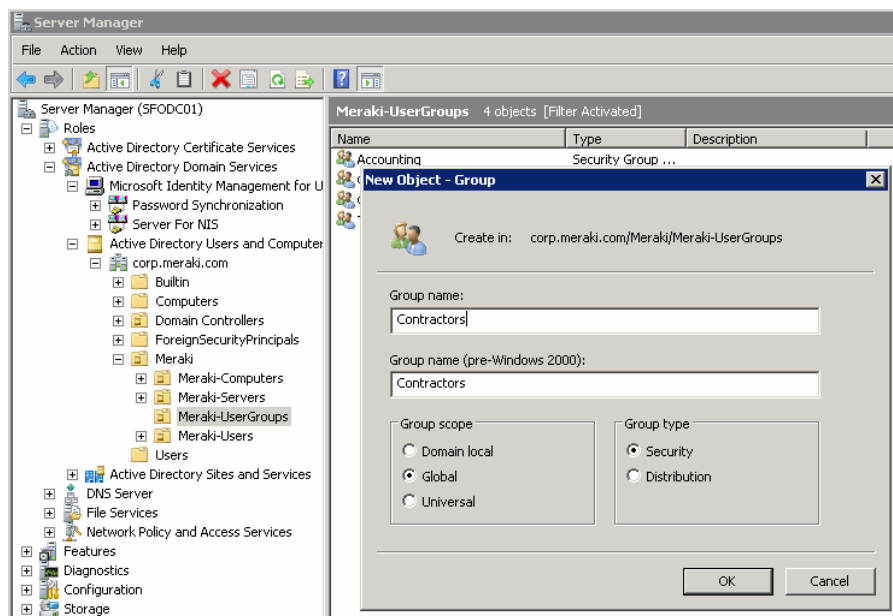 Server Manager
File Action View Help
Server Manager (SFODC01)
Roles
Active Directory Certificate Services
Active Directory Domain Services
Microsoft Identity Management for U
Password Synchronization
Server For NIS
Active Directory Users and Computer
corp.meraki.com
Builtin
Computers
Domain Controllers
ForeignSecurityPrincipals
Meraki
Meraki-Computers
Meraki-Servers
Meraki-UserGroups
Meraki-Users
Users
Active Directory Sites and Services
DNS Server
File Services
Network Policy and Access Services
Features
Diagnostics
Configuration
Storage
Meraki-UserGroups 4 objects [Filter Activated]
Name Type Description
Accounting Security Group ...
New Object - Group
Create in: corp.meraki.com/Meraki/Meraki-UserGroups
Group name:
Contractors
Group name (pre-Windows 2000):
Contractors
Group scope
Domain local
Global
Universal
Group type
Security
Distribution
OK Cancel